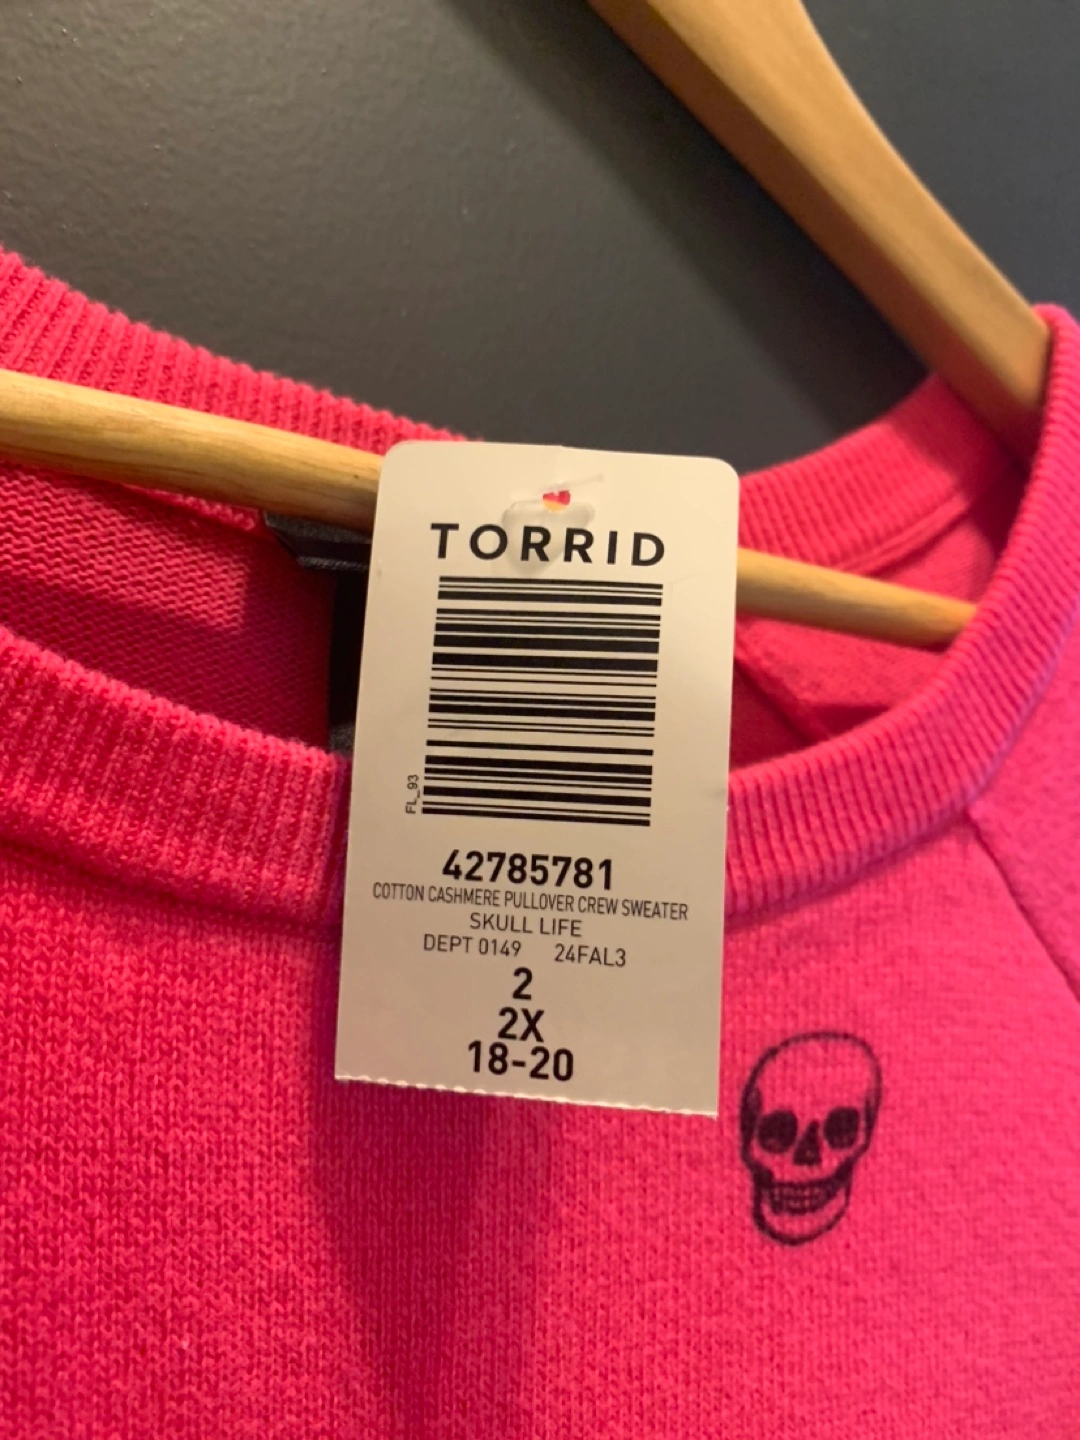 TORRID
FL_93
42785781
COTTON CASHMERE PULLOVER CREW SWEATER
SKULL LIFE
DEPT 0149 24FAL3
2
2X
18-20